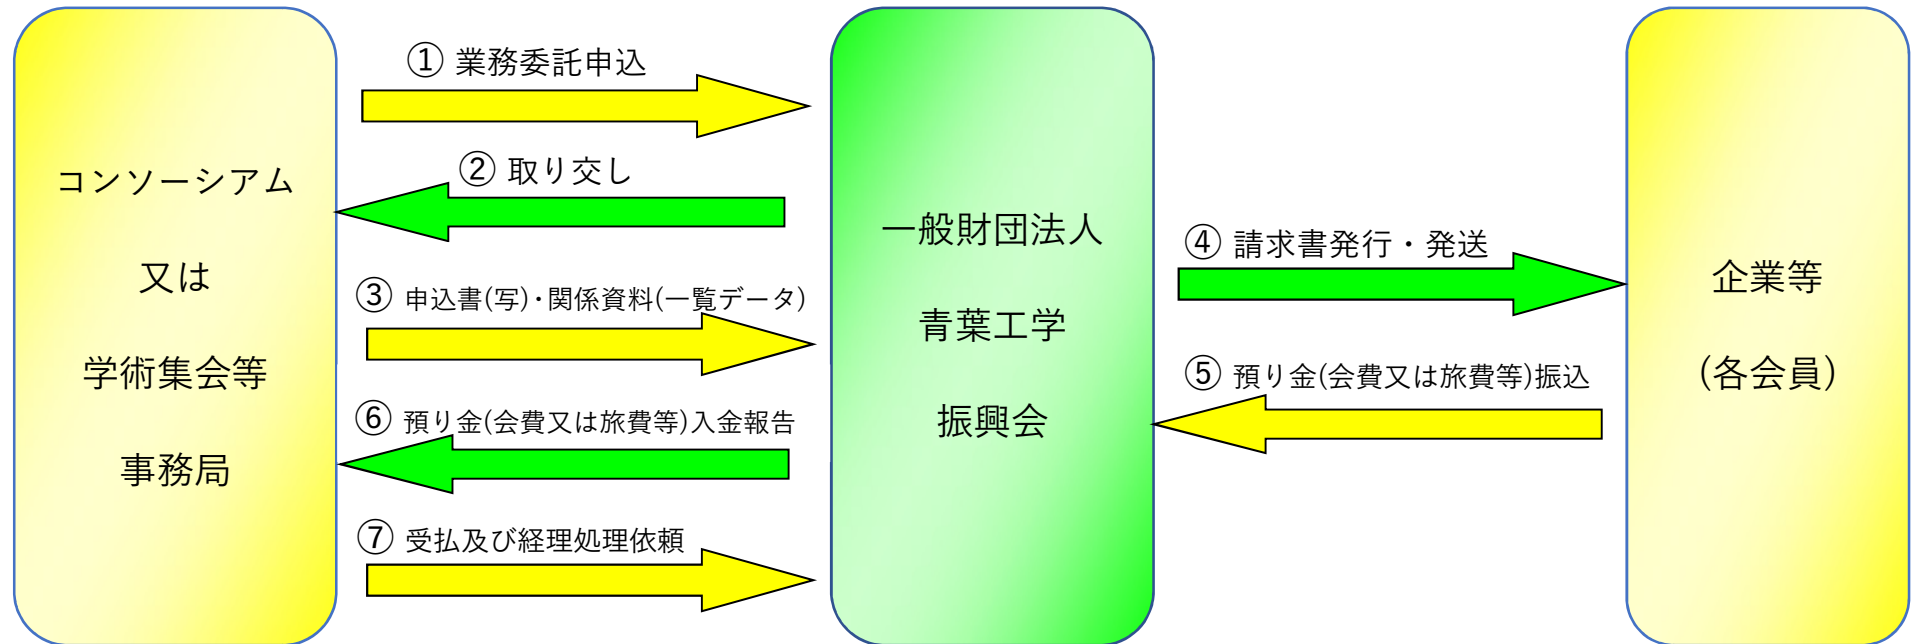 コンソーシアム
又は
学術集会等
事務局
① 業務委託申込
② 取り交し
③ 申込書(写)・関係資料(一覧データ)
⑥ 預り金(会費又は旅費等)入金報告
⑦ 受払及び経理処理依頼
一般財団法人
青葉工学
振興会
④ 請求書発行・発送
⑤ 預り金(会費又は旅費等)振込
企業等
(各会員)